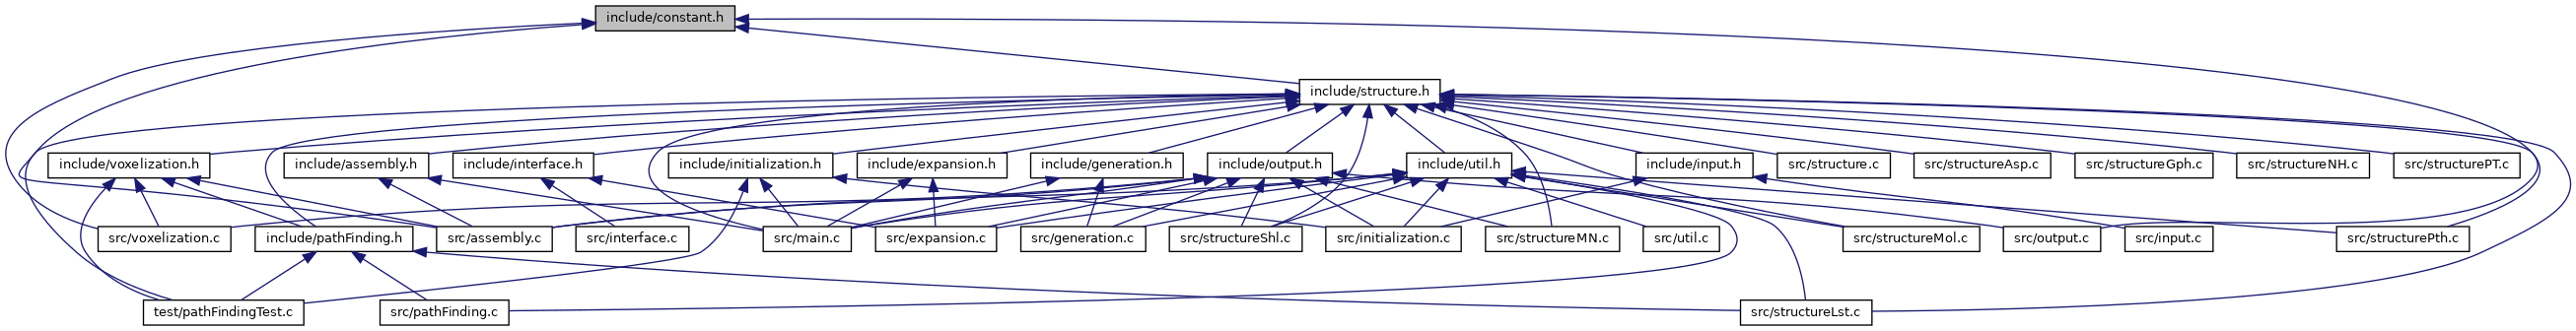 include/constant.h
include/structure.h
include/voxelization.h
include/assembly.h
include/interface.h
include/initialization.h
include/expansion.h
include/generation.h
include/output.h
include/util.h
include/input.h
src/structure.c
src/structureAsp.c
src/structureGph.c
src/structureNH.c
src/structurePT.c
src/voxelization.c
include/pathFinding.h
src/assembly.c
src/interface.c
src/main.c
src/expansion.c
src/generation.c
src/structureShl.c
src/initialization.c
src/structureMN.c
src/util.c
src/structureMol.c
src/output.c
src/input.c
src/structurePth.c
test/pathFindingTest.c
src/pathFinding.c
src/structureLst.c